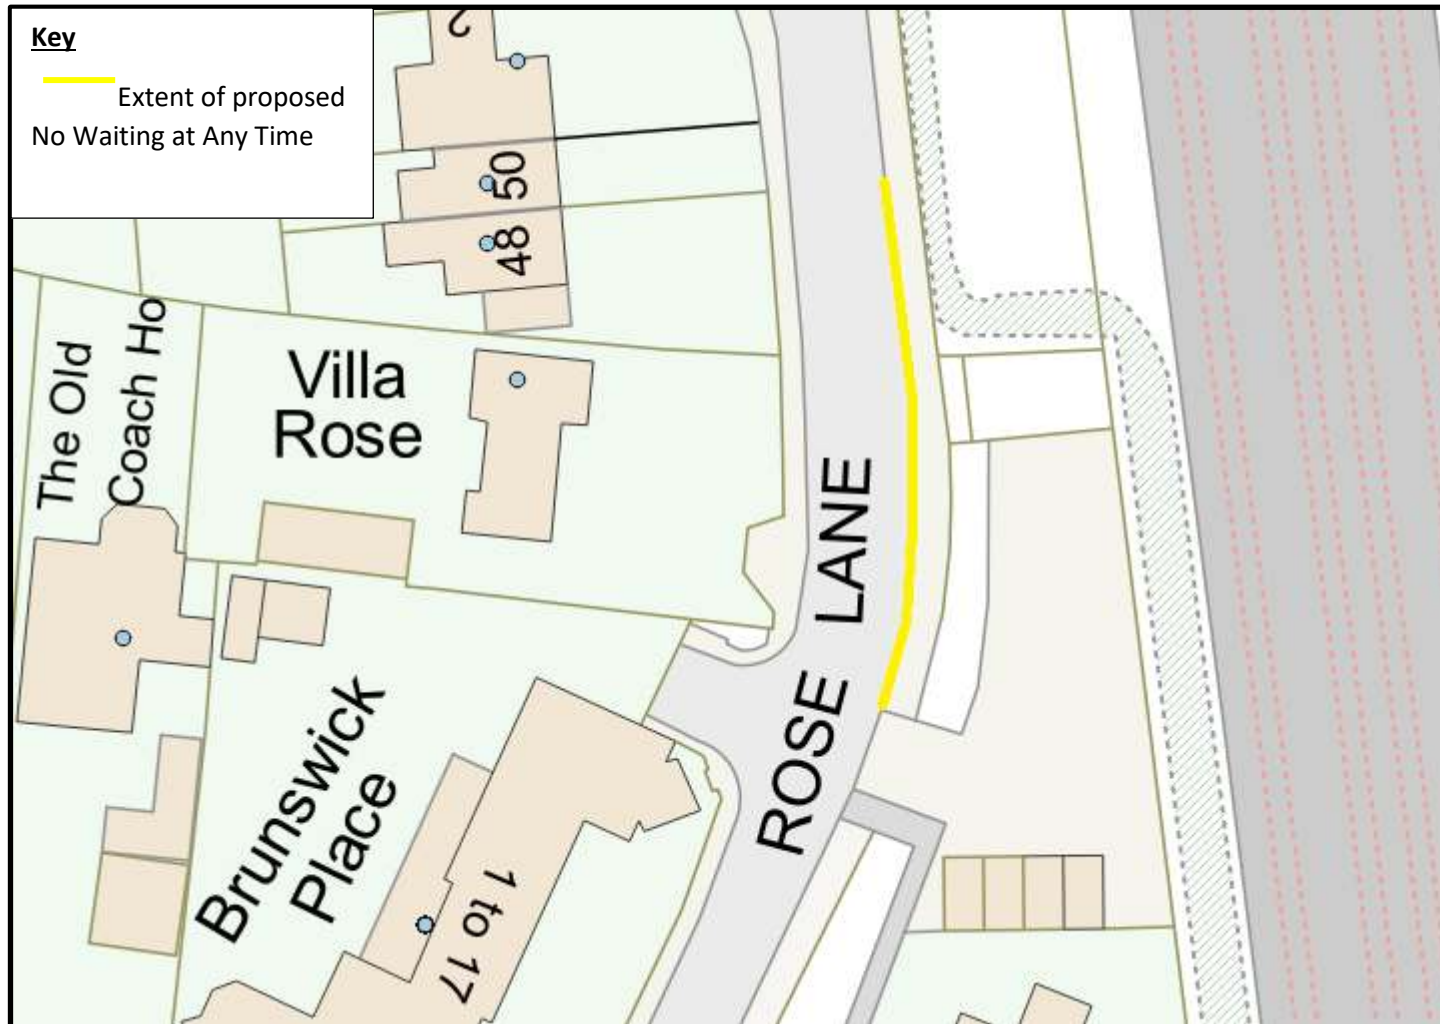 Key
Extent of proposed
No Waiting at Any Time
2
50
48
The Old
Coach Ho
Villa
Rose
ROSE LANE
Brunswick
Place
1 to 17